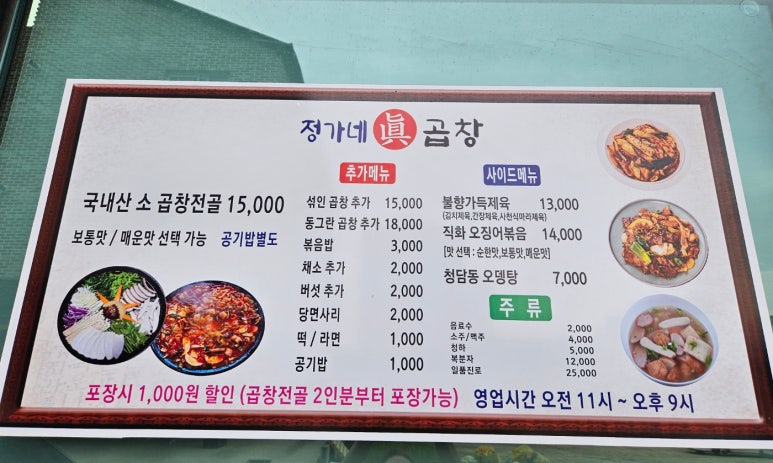 정가네 眞 곱창
국내산 소 곱창전골 15,000
보통맛 / 매운맛 선택 가능 공기밥별도
추가메뉴
섞인 곱창 추가 15,000
동그란 곱창 추가 18,000
볶음밥 3,000
채소 추가 2,000
버섯 추가 2,000
당면사리 2,000
떡 / 라면 1,000
공기밥 1,000
사이드메뉴
불향가득제육 13,000
(김치제육,간장제육,사천식마라제육)
직화 오징어볶음 14,000
[맛 선택 : 순한맛,보통맛,매운맛]
청담동 오뎅탕 7,000
주 류
음료수 2,000
소주/맥주 4,000
청하 5,000
복분자 12,000
일품진로 25,000
포장시 1,000원 할인 (곱창전골 2인분부터 포장가능) 영업시간 오전 11시 ~ 오후 9시